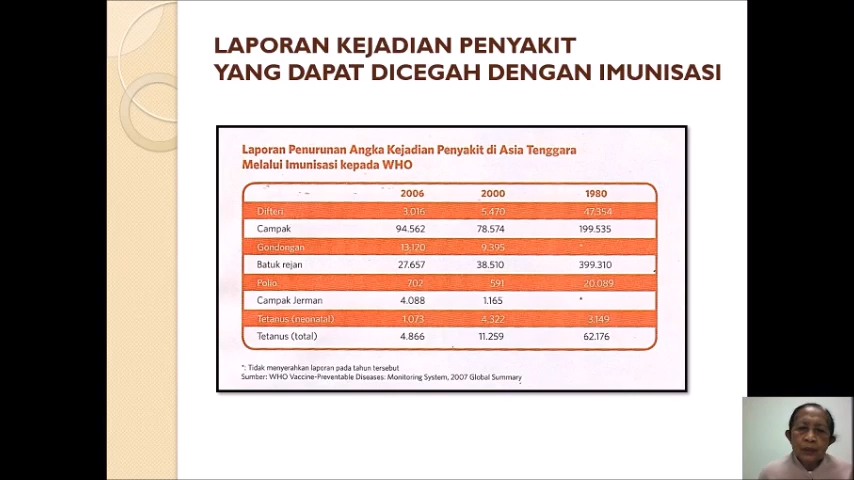 LAPORAN KEJADIAN PENYAKIT
YANG DAPAT DICEGAH DENGAN IMUNISASI
Laporan Penurunan Angka Kejadian Penyakit di Asia Tenggara
Melalui Imunisasi kepada WHO
2006 2000 1980
Difteri 3.016 5.470 47.354
Campak 94.562 78.574 199.535
Gondongan 13.120 9.395 *
Batuk rejan 27.657 38.510 399.310
Polio 702 591 20.089
Campak Jerman 4.088 1.165 *
Tetanus (neonatal) 1.073 4.322 3.149
Tetanus (total) 4.866 11.259 62.176
*: Tidak menyerahkan laporan pada tahun tersebut
Sumber: WHO Vaccine-Preventable Diseases: Monitoring System, 2007 Global Summary